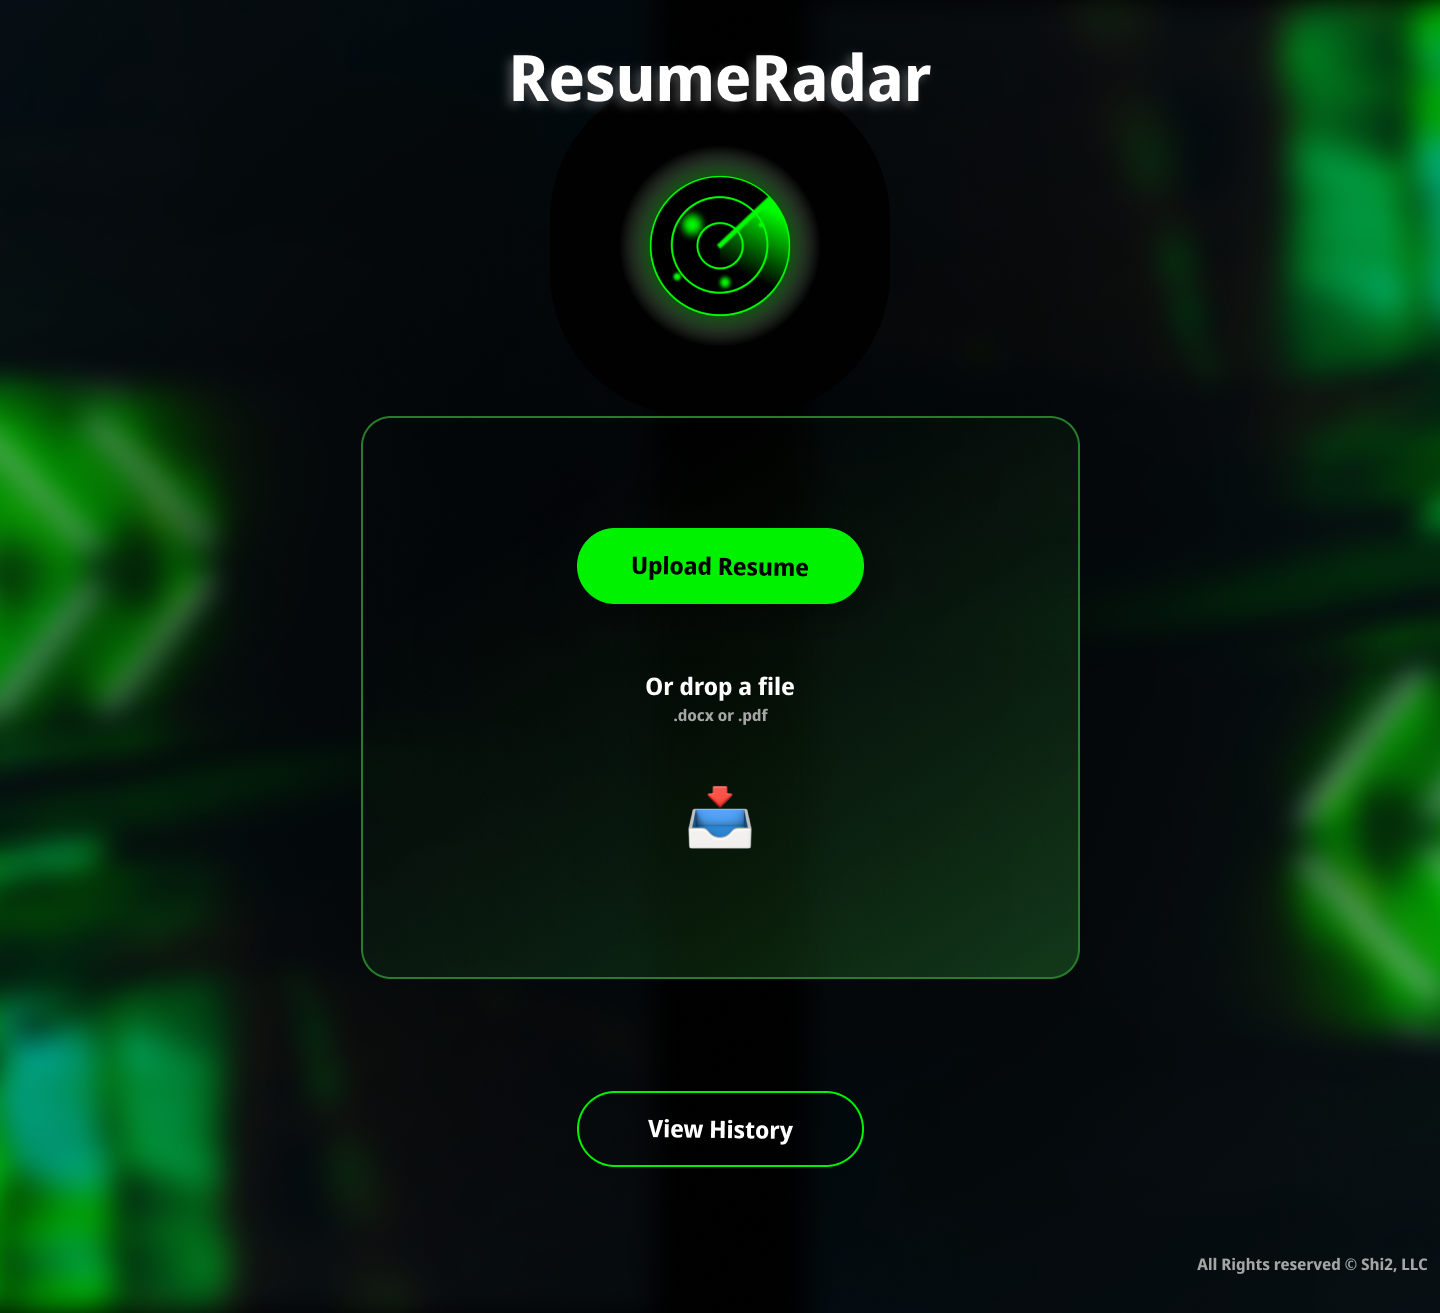 ResumeRadar
Upload Resume
Or drop a file
.docx or .pdf
View History
All Rights reserved © Shi2, LLC